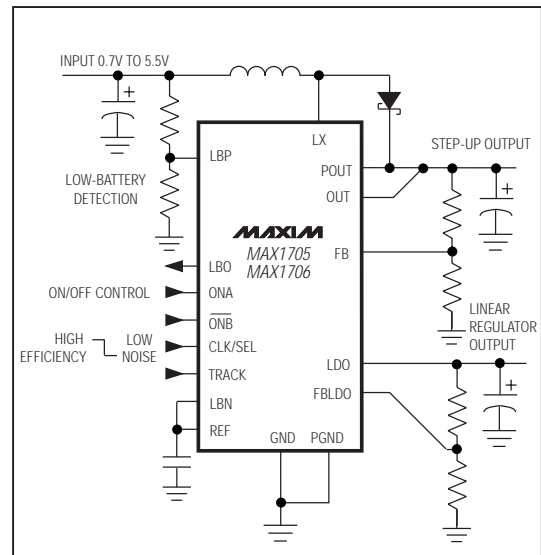 INPUT 0.7V TO 5.5V
+
LX
LBP
POUT
STEP-UP OUTPUT
LOW-BATTERY
DETECTION
OUT
+
MAXIM
MAX1705
MAX1706
FB
LBO
ON/OFF CONTROL
ONA
ONB
LINEAR
REGULATOR
OUTPUT
HIGH
EFFICIENCY
LOW
NOISE
CLK/SEL
LDO
TRACK
FBLDO
+
LBN
REF
GND
PGND